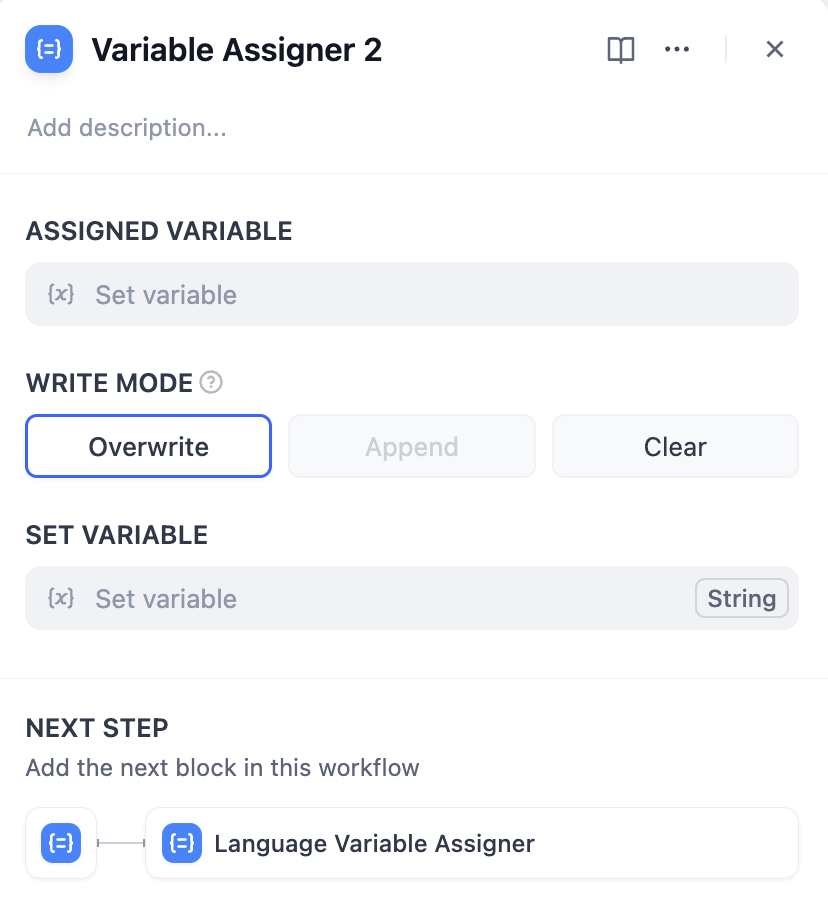 {=} Variable Assigner 2
Add description...
ASSIGNED VARIABLE
{x} Set variable
WRITE MODE ?
Overwrite Append Clear
SET VARIABLE
{x} Set variable String
NEXT STEP
Add the next block in this workflow
{=} {=} Language Variable Assigner